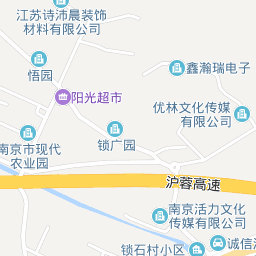 江苏诗沛晨装饰
材料有限公司
悟园
鑫瀚瑞电子
阳光超市
优林文化传媒
有限公司
锁广园
南京市现代
农业园
沪蓉高速
南京活力文化
传媒有限公司
诚信
锁石村小区